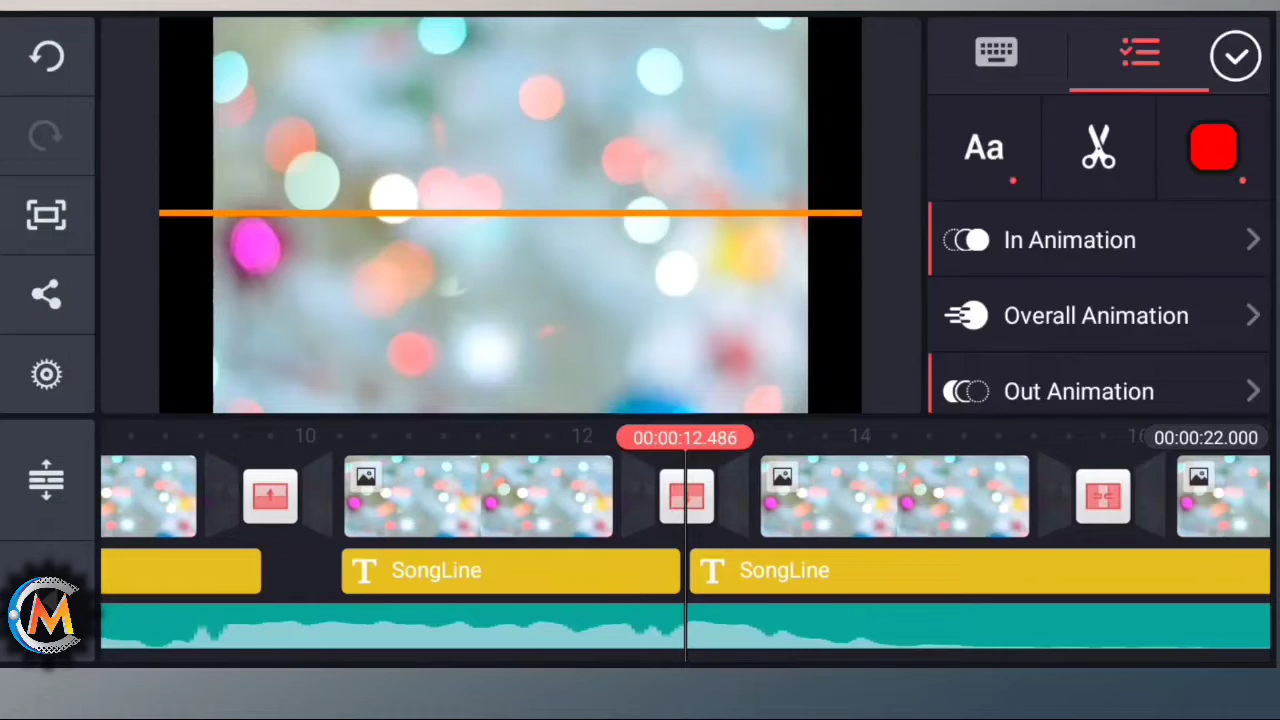 Aa
In Animation
Overall Animation
Out Animation
10
12
00:00:12.486
14
16
00:00:22.000
T SongLine
T SongLine
CM